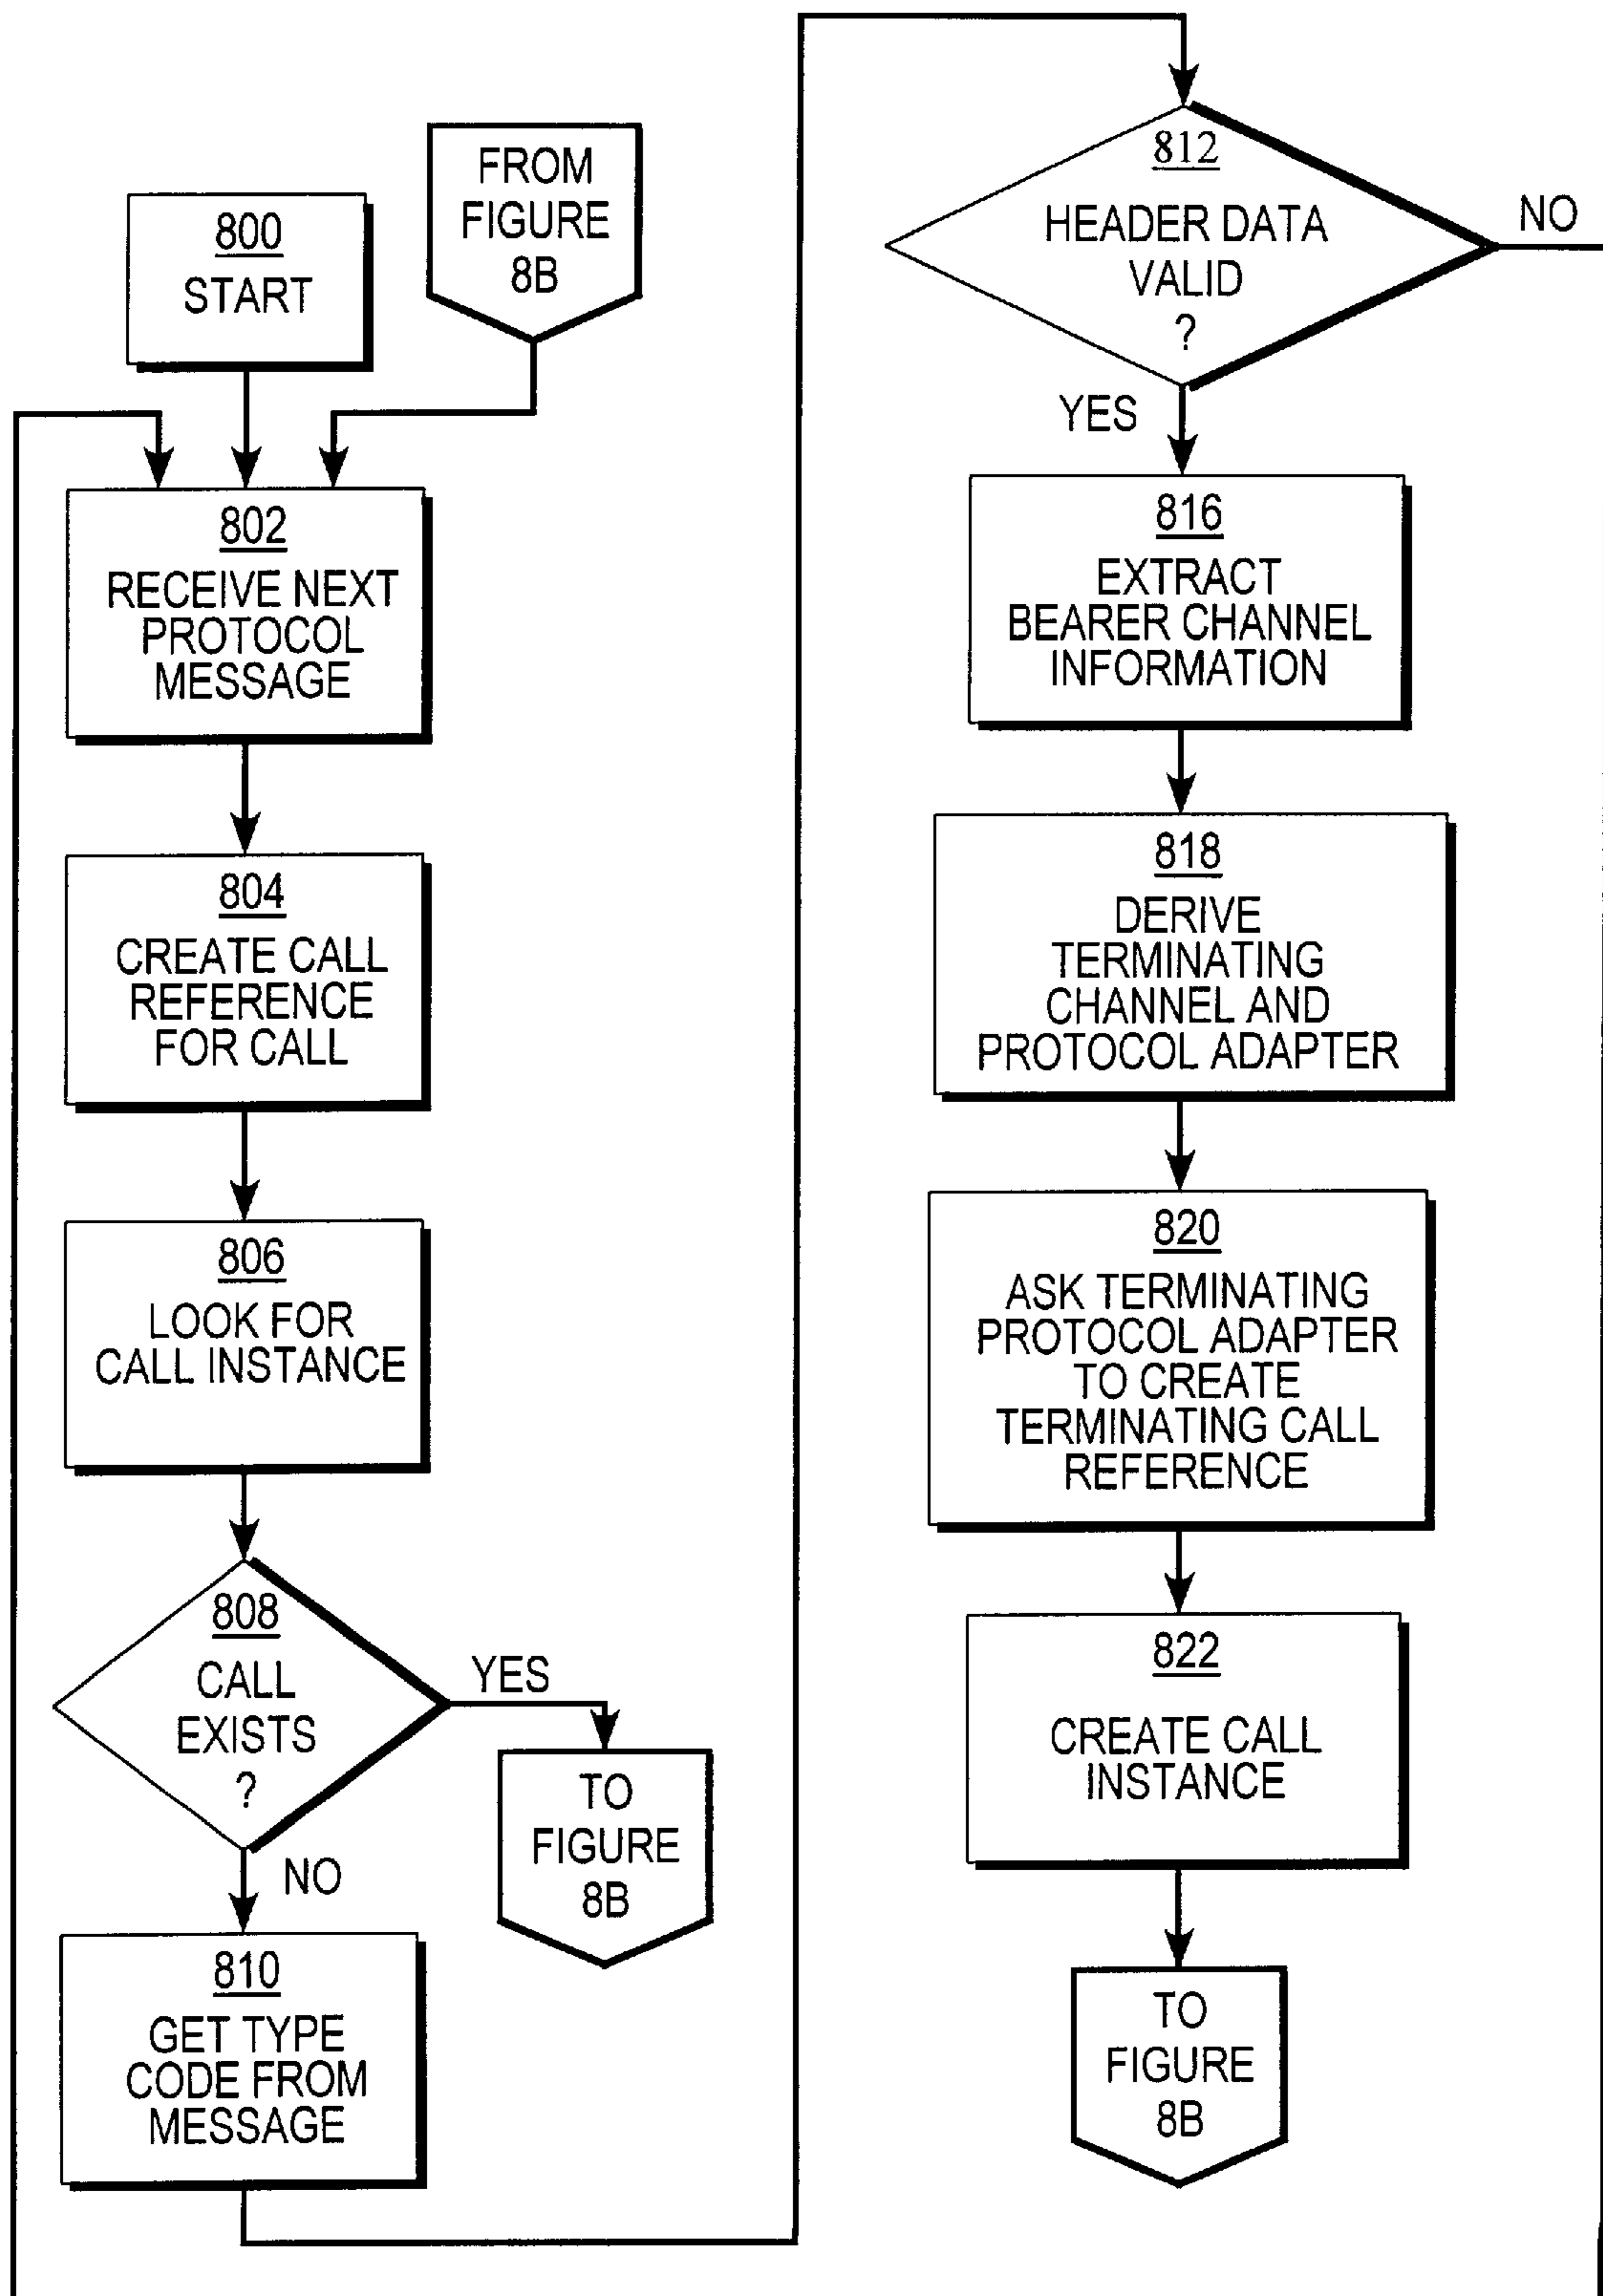 800
START
FROM
FIGURE
8B
802
RECEIVE NEXT
PROTOCOL
MESSAGE
804
CREATE CALL
REFERENCE
FOR CALL
806
LOOK FOR
CALL INSTANCE
808
CALL
EXISTS
?
YES
TO
FIGURE
8B
NO
810
GET TYPE
CODE FROM
MESSAGE
812
HEADER DATA
VALID
?
NO
YES
816
EXTRACT
BEARER CHANNEL
INFORMATION
818
DERIVE
TERMINATING
CHANNEL AND
PROTOCOL ADAPTER
820
ASK TERMINATING
PROTOCOL ADAPTER
TO CREATE
TERMINATING CALL
REFERENCE
822
CREATE CALL
INSTANCE
TO
FIGURE
8B